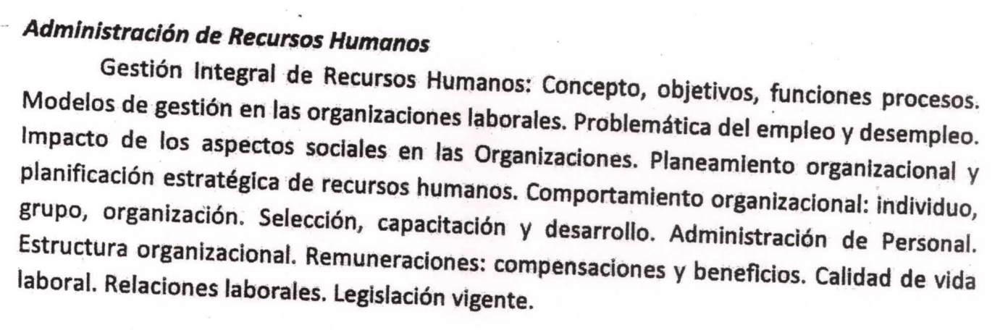 Administración de Recursos Humanos
Gestión Integral de Recursos Humanos: Concepto, objetivos, funciones procesos.
Modelos de gestión en las organizaciones laborales. Problemática del empleo y desempleo.
Impacto de los aspectos sociales en las Organizaciones. Planeamiento organizacional y
planificación estratégica de recursos humanos. Comportamiento organizacional: individuo,
grupo, organización. Selección, capacitación y desarrollo. Administración de Personal.
Estructura organizacional. Remuneraciones: compensaciones y beneficios. Calidad de vida
laboral. Relaciones laborales. Legislación vigente.